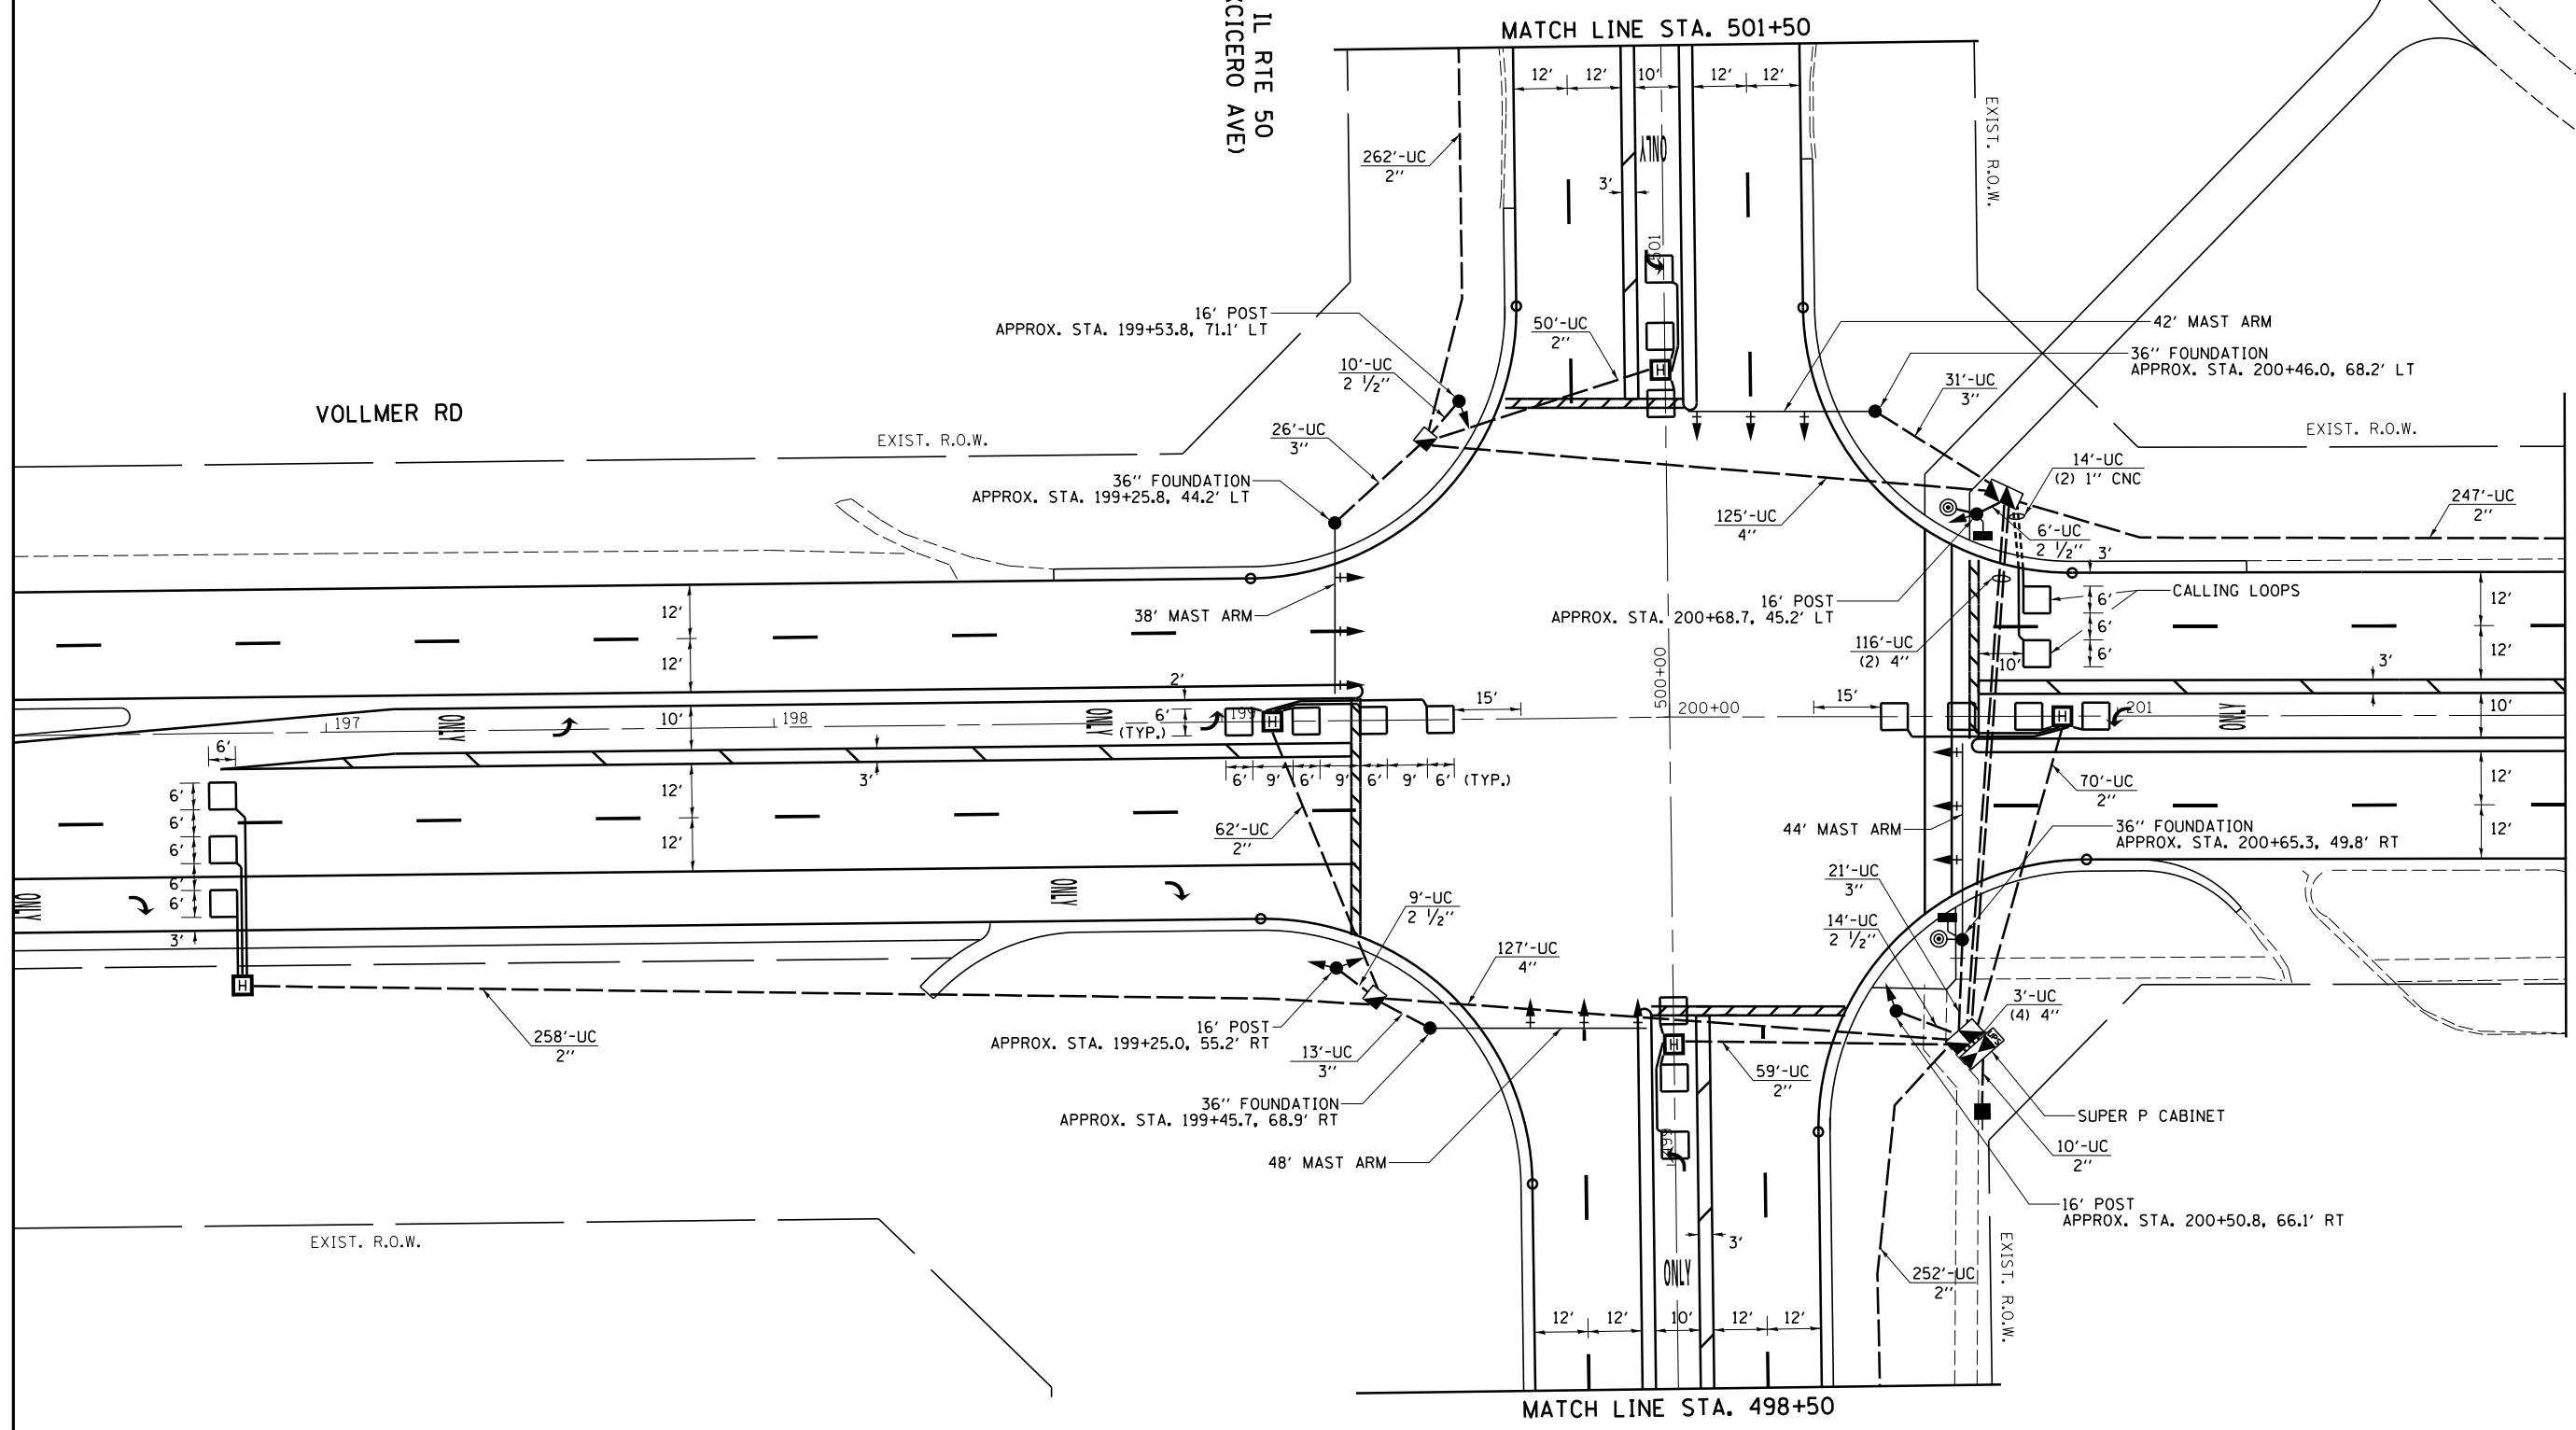 IL RTE 50
(CICERO AVE)
MATCH LINE STA. 501+50
12' 12' 10' 12' 12'
ONLY
3'
501
EXIST. R.O.W.
262'-UC
2''
16' POST
APPROX. STA. 199+53.8, 71.1' LT
50'-UC
2''
10'-UC
2 1/2''
H
42' MAST ARM
36'' FOUNDATION
APPROX. STA. 200+46.0, 68.2' LT
31'-UC
3''
VOLLMER RD
EXIST. R.O.W.
26'-UC
3''
EXIST. R.O.W.
36'' FOUNDATION
APPROX. STA. 199+25.8, 44.2' LT
14'-UC
(2) 1'' CNC
247'-UC
2''
125'-UC
4''
6'-UC
2 1/2''
3'
CALLING LOOPS
6'
6'
6'
10'
12'
12'
3'
12'
12'
38' MAST ARM
16' POST
APPROX. STA. 200+68.7, 45.2' LT
116'-UC
(2) 4''
197
ONLY
198
ONLY
199
10'
2'
6'
(TYP.)
H
15'
500+00
200+00
15'
H
201
ONLY
10'
6'
3'
6' 9' 6' 9' 6' 9' 6' (TYP.)
12'
12'
6'
6'
6'
6'
6'
3'
62'-UC
2''
70'-UC
2''
12'
12'
44' MAST ARM
36'' FOUNDATION
APPROX. STA. 200+65.3, 49.8' RT
ONLY
ONLY
21'-UC
3''
14'-UC
2 1/2''
9'-UC
2 1/2''
127'-UC
4''
H
258'-UC
2''
16' POST
APPROX. STA. 199+25.0, 55.2' RT
13'-UC
3''
H
59'-UC
2''
3'-UC
(4) 4''
UPS
36'' FOUNDATION
APPROX. STA. 199+45.7, 68.9' RT
48' MAST ARM
499
SUPER P CABINET
10'-UC
2''
16' POST
APPROX. STA. 200+50.8, 66.1' RT
EXIST. R.O.W.
3'
ONLY
252'-UC
2''
EXIST. R.O.W.
12' 12' 10' 12' 12'
MATCH LINE STA. 498+50